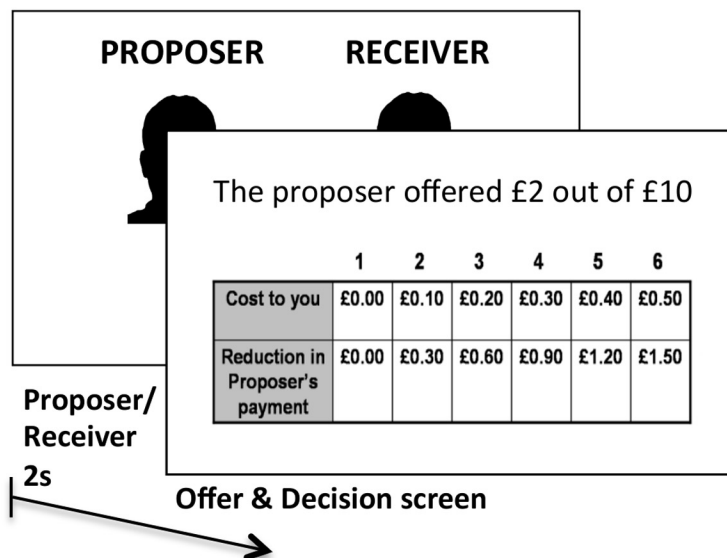 PROPOSER RECEIVER
The proposer offered £2 out of £10
1 2 3 4 5 6
Cost to you £0.00 £0.10 £0.20 £0.30 £0.40 £0.50
Reduction in £0.00 £0.30 £0.60 £0.90 £1.20 £1.50
Proposer's
payment
Proposer/
Receiver
2s
Offer & Decision screen